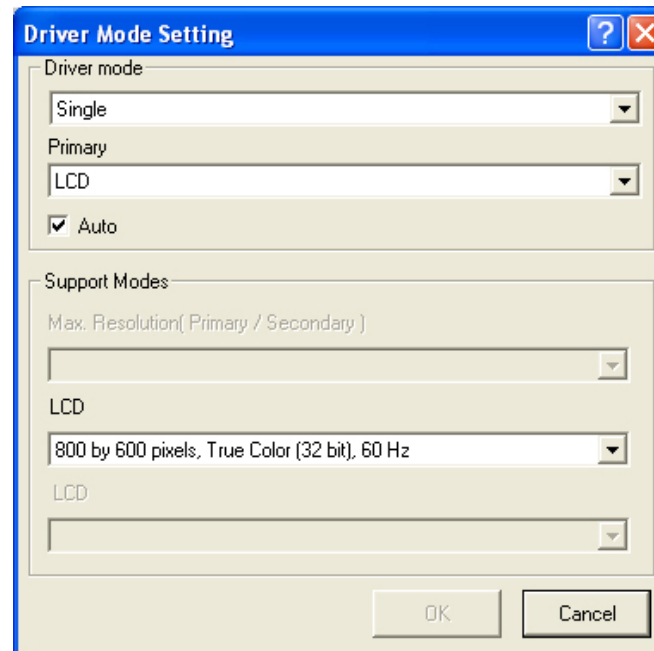 Driver Mode Setting
Driver mode
Single
Primary
LCD
Auto
Support Modes
Max. Resolution( Primary / Secondary )
LCD
800 by 600 pixels, True Color (32 bit), 60 Hz
LCD
OK Cancel